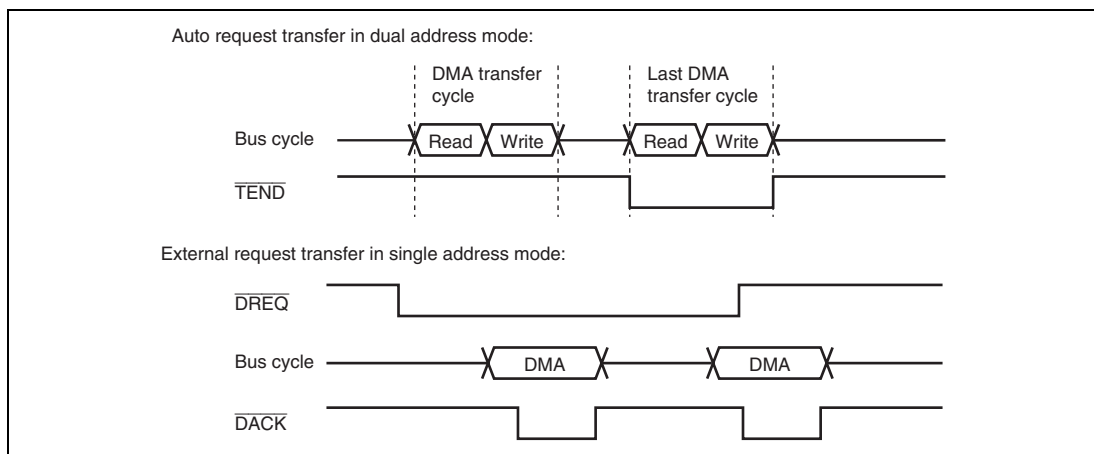 Auto request transfer in dual address mode:
DMA transfer cycle
Last DMA transfer cycle
Bus cycle
Read
Write
Read
Write
TEND
External request transfer in single address mode:
DREQ
Bus cycle
DMA
DMA
DACK